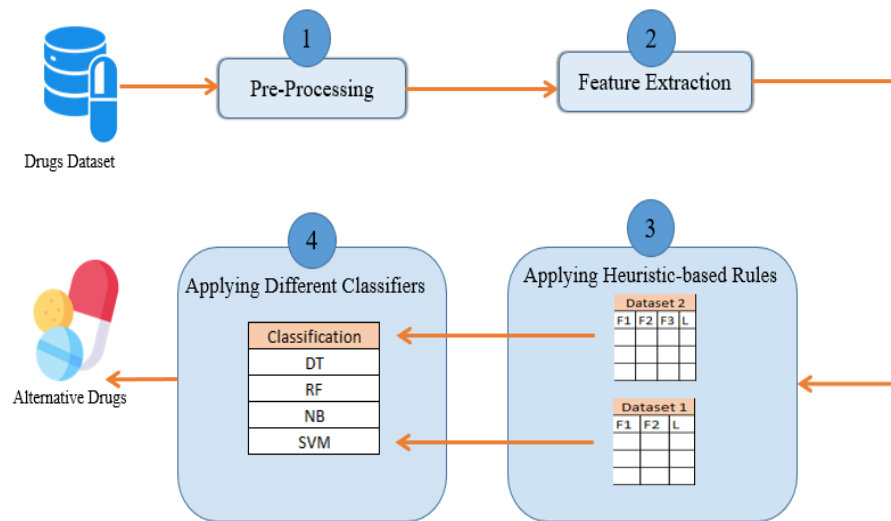 1
2
Pre-Processing
Feature Extraction
Drugs Dataset
3
Applying Heuristic-based Rules
Dataset 2
F1 F2 F3 L
Dataset 1
F1 F2 L
4
Applying Different Classifiers
Classification
DT
RF
NB
SVM
Alternative Drugs